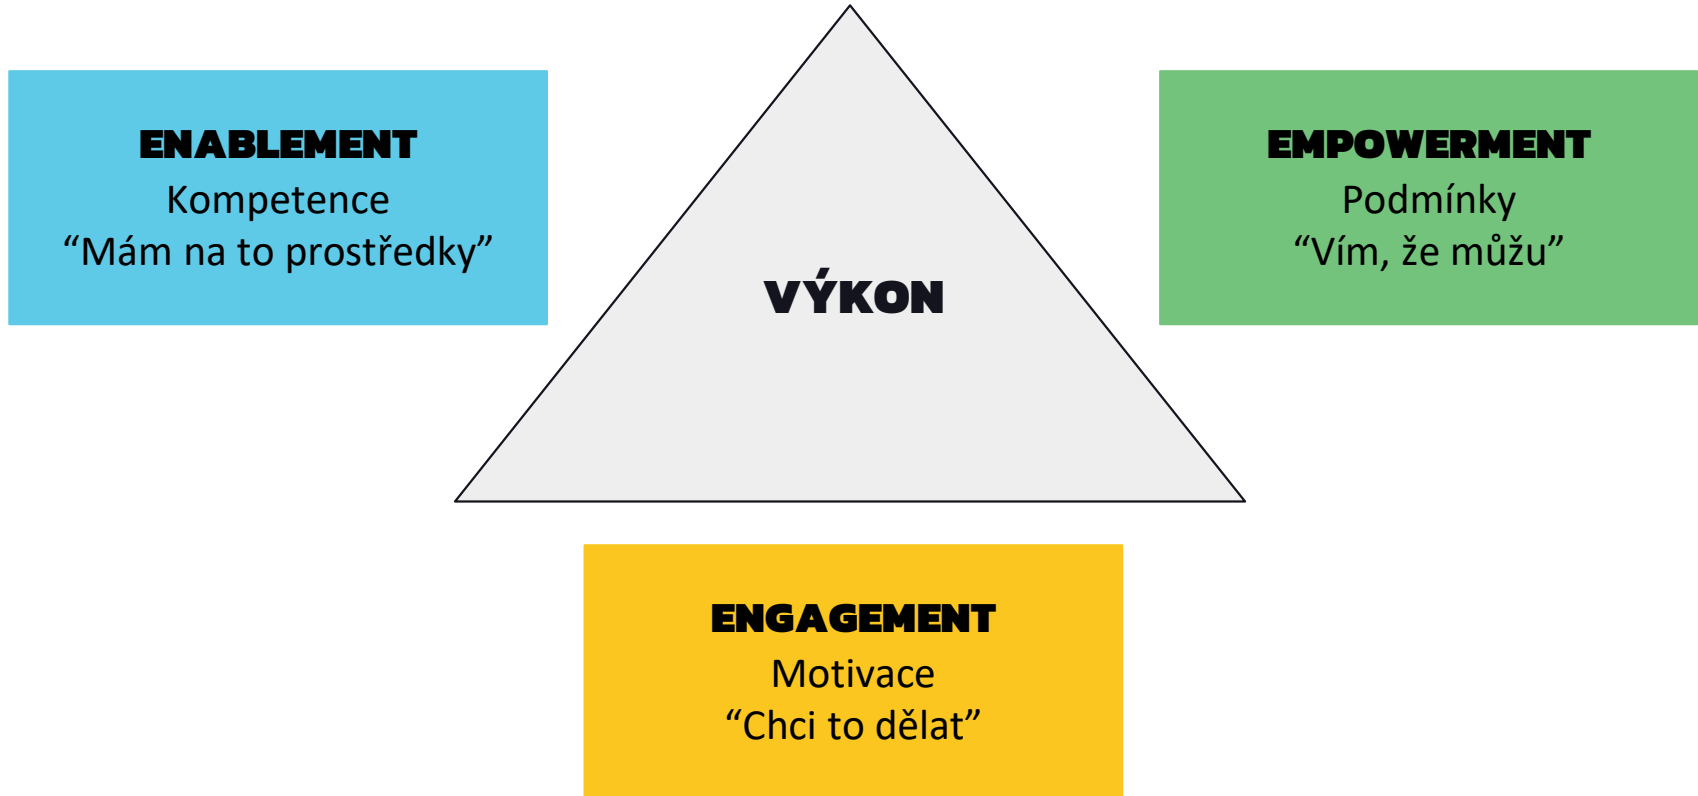 ENABLEMENT
Kompetence
“Mám na to prostředky”
EMPOWERMENT
Podmínky
“Vím, že můžu”
VÝKON
ENGAGEMENT
Motivace
“Chci to dělat”